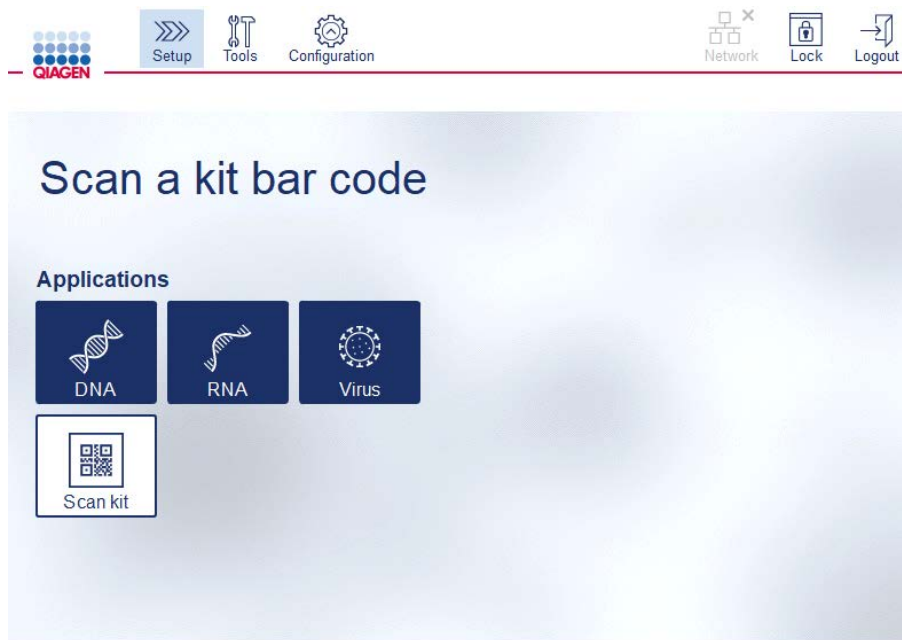 QIAGEN
Setup
Tools
Configuration
Network
Lock
Logout
Scan a kit bar code
Applications
DNA
RNA
Virus
Scan kit